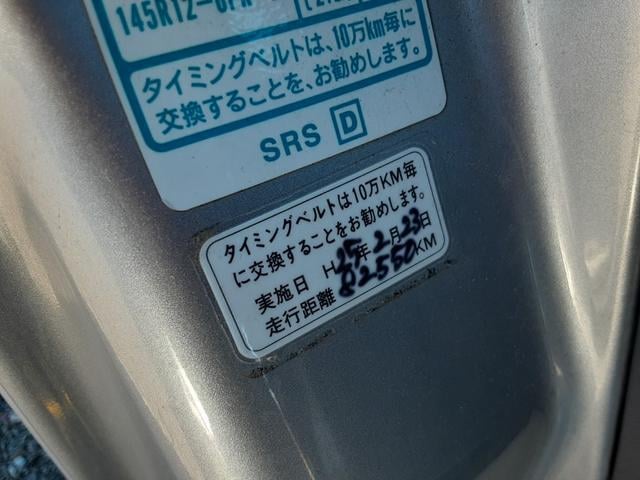 145R12-6PR
タイミングベルトは、10万km毎に
交換することを、お勧めします。
SRS D
タイミングベルトは10万KM毎
に交換することをお勧めします。
実施日 H25年2月23日
走行距離 82550KM